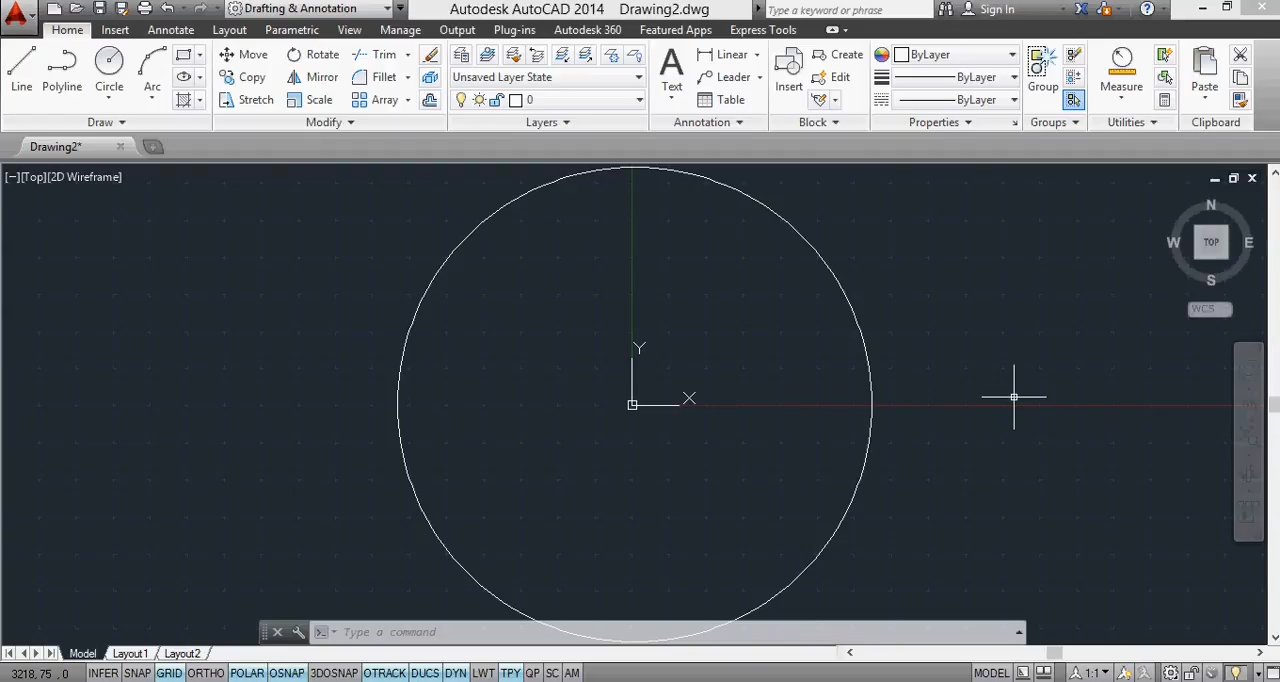 Drafting & Annotation
Autodesk AutoCAD 2014 Drawing2.dwg
Type a keyword or phrase
Sign In
Home Insert Annotate Layout Parametric View Manage Output Plug-ins Autodesk 360 Featured Apps Express Tools
Line Polyline Circle Arc
Move Rotate Trim
Copy Mirror Fillet
Stretch Scale Array
Unsaved Layer State
0
Text
Linear
Leader
Table
Insert
Create
Edit
ByLayer
ByLayer
ByLayer
Group
Measure
Paste
Draw Modify Layers Annotation Block Properties Groups Utilities Clipboard
Drawing2*
[−][Top][2D Wireframe]
N
W TOP E
S
WCS
Y
X
Type a command
Model Layout1 Layout2
3218,75 , 0
INFER SNAP GRID ORTHO POLAR OSNAP 3DOSNAP OTRACK DUCS DYN LWT TPY QP SC AM
MODEL
1:1